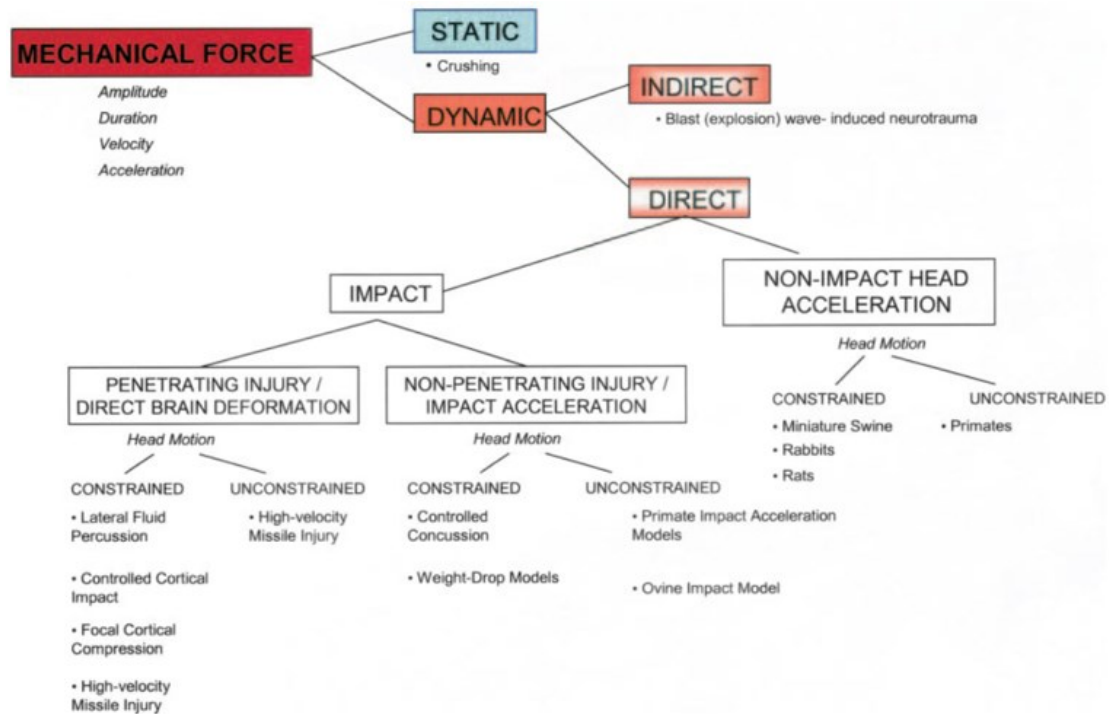 MECHANICAL FORCE
Amplitude
Duration
Velocity
Acceleration
STATIC
• Crushing
DYNAMIC
INDIRECT
• Blast (explosion) wave- induced neurotrauma
DIRECT
IMPACT
NON-IMPACT HEAD
ACCELERATION
Head Motion
CONSTRAINED
• Miniature Swine
• Rabbits
• Rats
UNCONSTRAINED
• Primates
PENETRATING INJURY /
DIRECT BRAIN DEFORMATION
Head Motion
CONSTRAINED
• Lateral Fluid
Percussion
• Controlled Cortical
Impact
• Focal Cortical
Compression
• High-velocity
Missile Injury
UNCONSTRAINED
• High-velocity
Missile Injury
NON-PENETRATING INJURY /
IMPACT ACCELERATION
Head Motion
CONSTRAINED
• Controlled
Concussion
• Weight-Drop Models
UNCONSTRAINED
• Primate Impact Acceleration
Models
• Ovine Impact Model